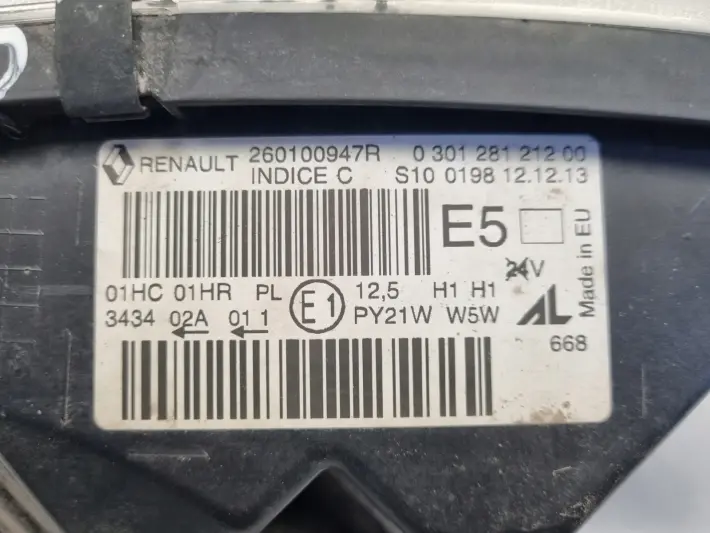 RENAULT 260100947R 0 301 281 212 00
INDICE C S10 0198 12.12.13
E5
Made in EU
24V
01HC 01HR PL E1 12,5 H1 H1
3434 02A 01 1 PY21W W5W AL
668